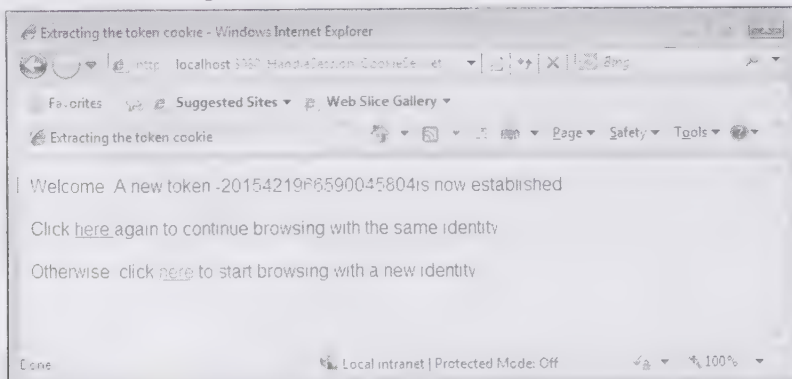 Extracting the token cookie - Windows Internet Explorer
localhost
Bing
Favorites Suggested Sites Web Slice Gallery
Extracting the token cookie Page Safety Tools
Welcome A new token -2015421966590045804is now established
Click here again to continue browsing with the same identity
Otherwise click here to start browsing with a new identity
Done Local intranet | Protected Mode: Off 100%